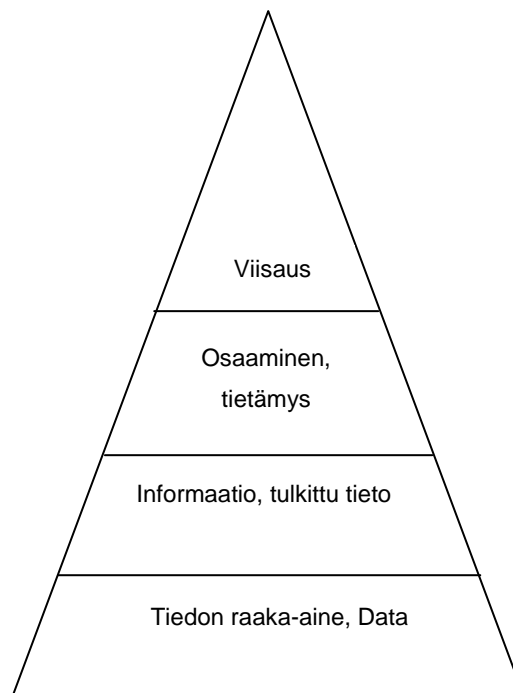 Viisaus
Osaaminen,
tietämys
Informaatio, tulkittu tieto
Tiedon raaka-aine, Data